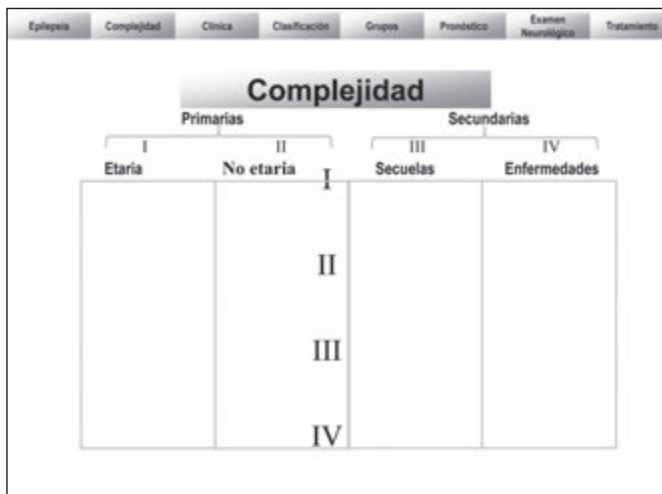 Epilepsia Complejidad Clínica Clasificación Grupos Pronóstico Examen Neurológico Tratamiento
Complejidad
Primarias Secundarias
I II III IV
Etaria No etaria Secuelas Enfermedades
I
II
III
IV